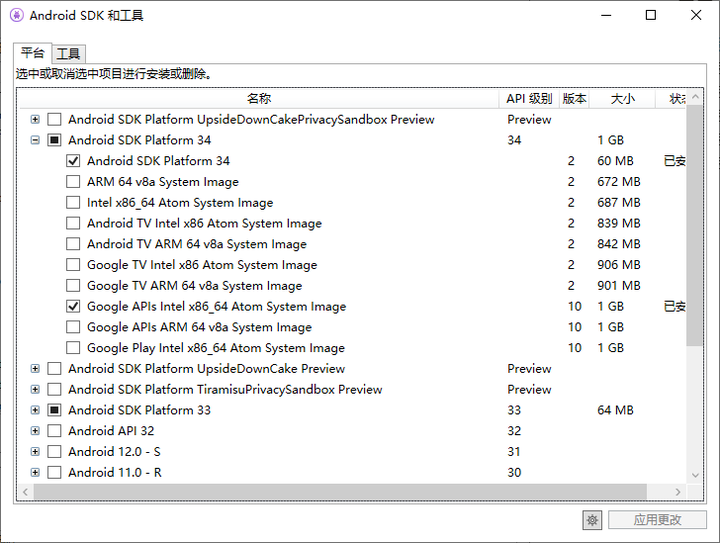 Android SDK 和工具
平台 工具
选中或取消选中项目进行安装或删除。
名称 API 级别 版本 大小 状态
Android SDK Platform UpsideDownCakePrivacySandbox Preview Preview
Android SDK Platform 34 34 1 GB
Android SDK Platform 34 2 60 MB 已安
ARM 64 v8a System Image 2 672 MB
Intel x86_64 Atom System Image 2 687 MB
Android TV Intel x86 Atom System Image 2 839 MB
Android TV ARM 64 v8a System Image 2 842 MB
Google TV Intel x86 Atom System Image 2 906 MB
Google TV ARM 64 v8a System Image 2 901 MB
Google APIs Intel x86_64 Atom System Image 10 1 GB 已安
Google APIs ARM 64 v8a System Image 10 1 GB
Google Play Intel x86_64 Atom System Image 10 1 GB
Android SDK Platform UpsideDownCake Preview Preview
Android SDK Platform TiramisuPrivacySandbox Preview Preview
Android SDK Platform 33 33 64 MB
Android API 32 32
Android 12.0 - S 31
Android 11.0 - R 30
应用更改